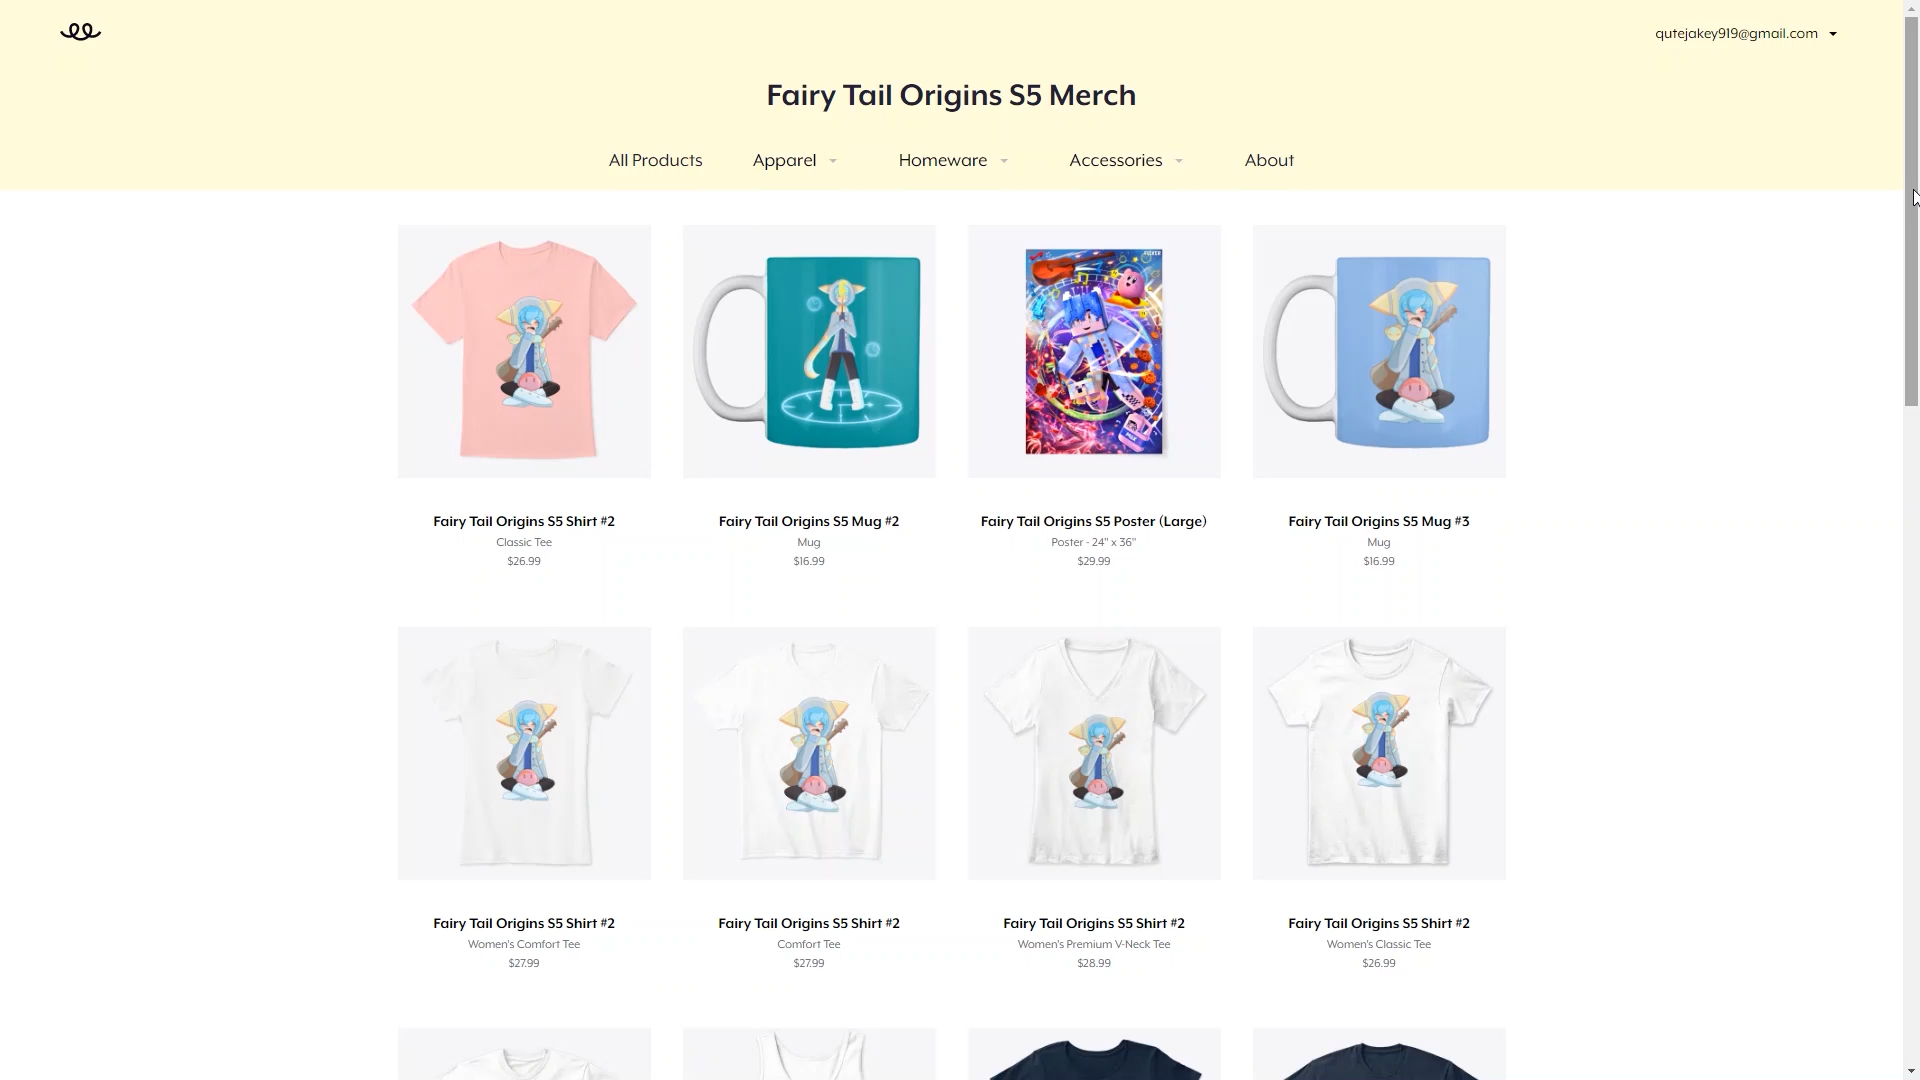 qutejakey919@gmail.com
Fairy Tail Origins S5 Merch
All Products Apparel Homeware Accessories About
Fairy Tail Origins S5 Shirt #2
Classic Tee
$26.99
Fairy Tail Origins S5 Mug #2
Mug
$16.99
Fairy Tail Origins S5 Poster (Large)
Poster - 24" x 36"
$29.99
Fairy Tail Origins S5 Mug #3
Mug
$16.99
Fairy Tail Origins S5 Shirt #2
Women's Comfort Tee
$27.99
Fairy Tail Origins S5 Shirt #2
Comfort Tee
$27.99
Fairy Tail Origins S5 Shirt #2
Women's Premium V-Neck Tee
$28.99
Fairy Tail Origins S5 Shirt #2
Women's Classic Tee
$26.99